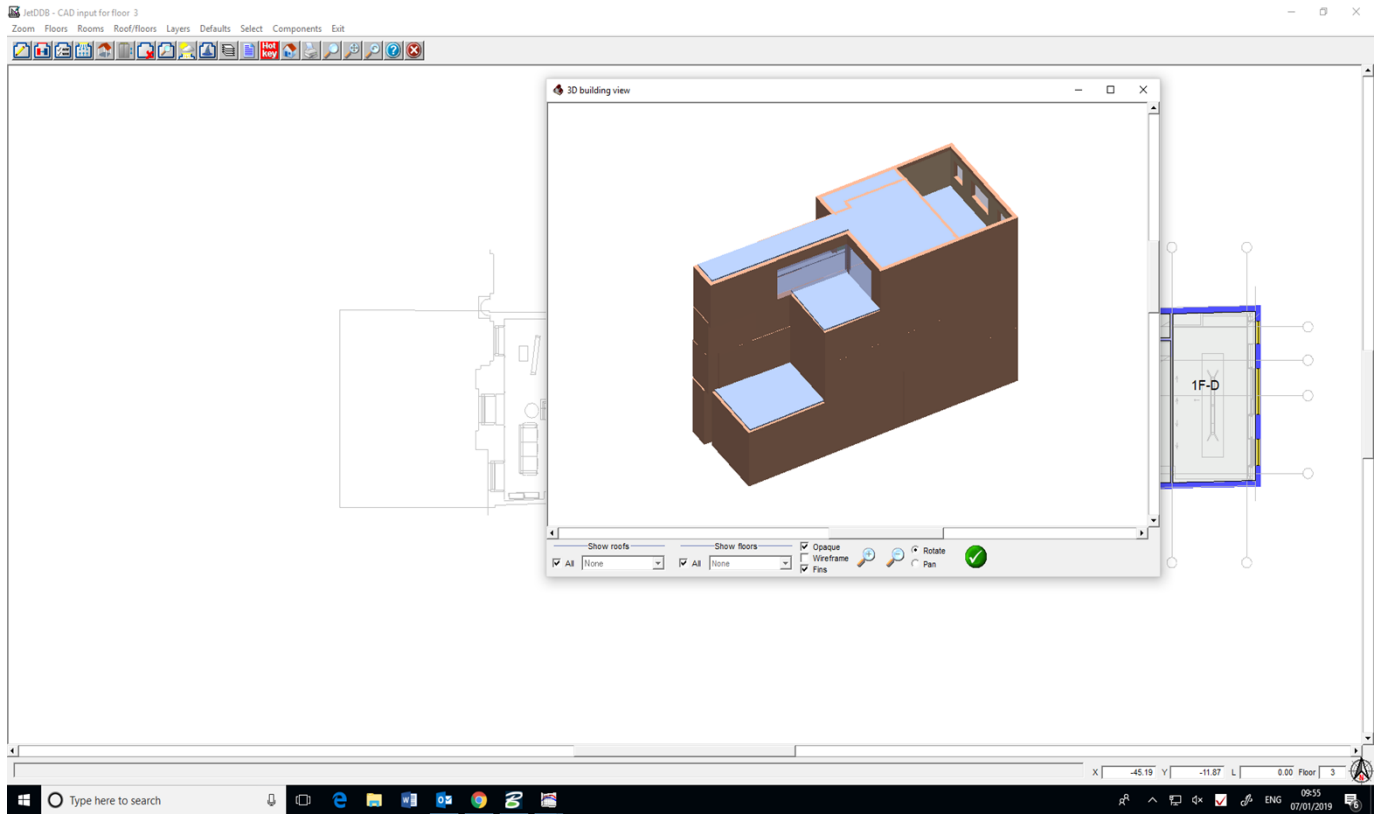 JetDDB - CAD input for floor 3
Zoom Floors Rooms Roof/floors Layers Defaults Select Components Exit
Hot
key
3D building view
1F-D
Show roofs
Show floors
Opaque
Wireframe
Fins
All None
All None
Rotate
Pan
X -45.19 Y -11.87 L 0.00 Floor 3
Type here to search
ENG
09:55
07/01/2019
6